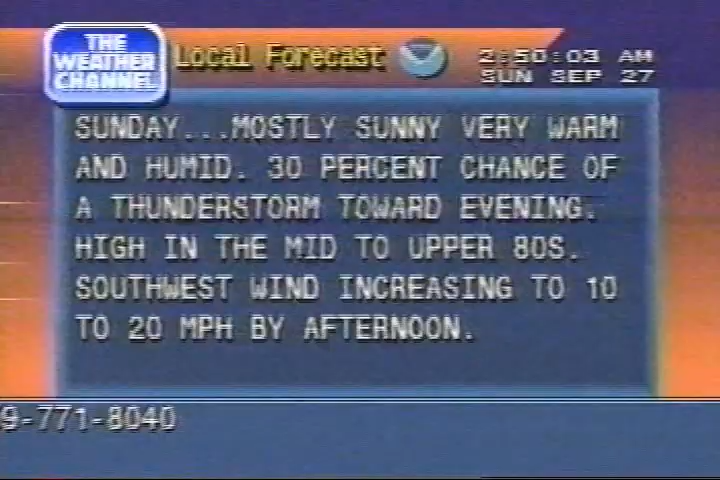 THE
WEATHER
CHANNEL
Local Forecast
2:50:03 AM
SUN SEP 27
SUNDAY...MOSTLY SUNNY VERY WARM
AND HUMID. 30 PERCENT CHANCE OF
A THUNDERSTORM TOWARD EVENING.
HIGH IN THE MID TO UPPER 80S.
SOUTHWEST WIND INCREASING TO 10
TO 20 MPH BY AFTERNOON.
9-771-8040